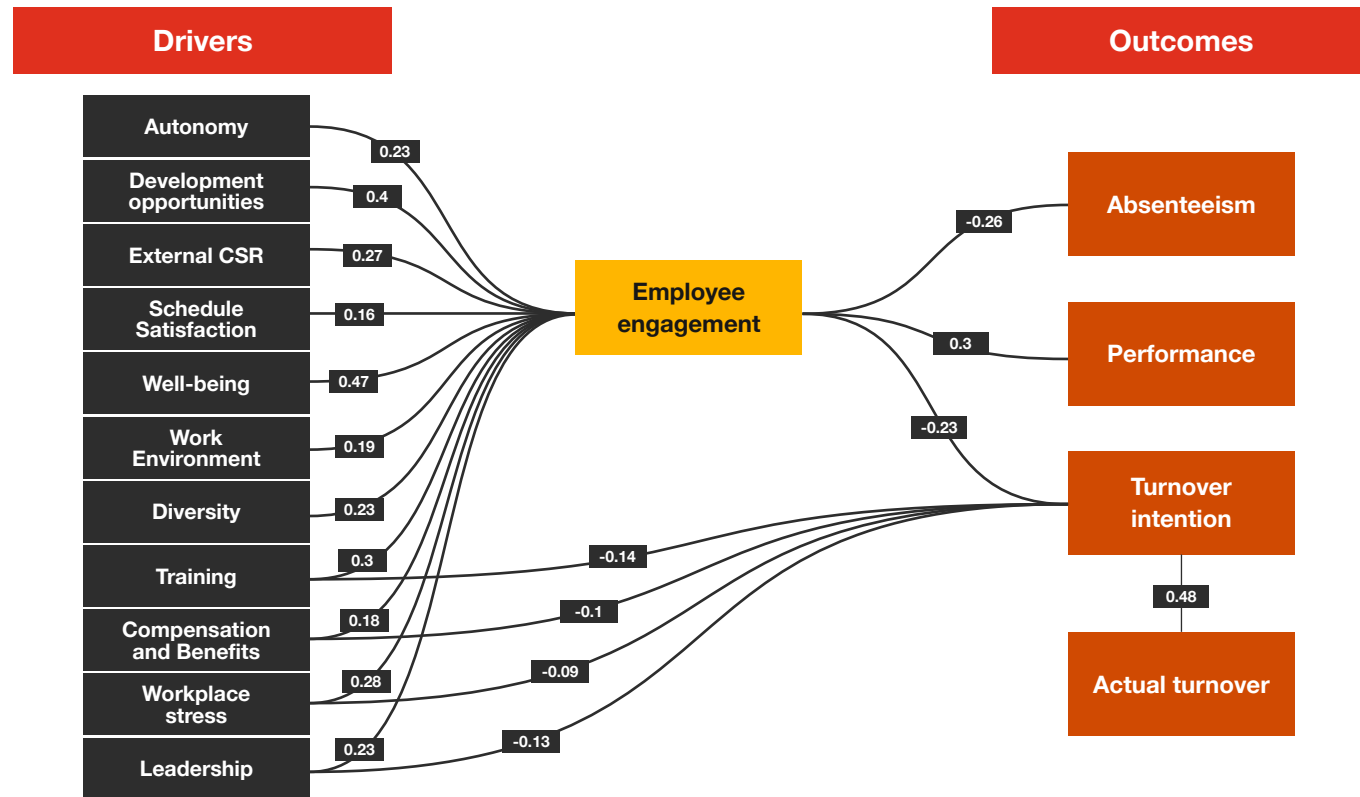 Drivers
Outcomes
Autonomy
0.23
Development
opportunities
0.4
External CSR
0.27
Schedule
Satisfaction
0.16
Well-being
0.47
Work
Environment
0.19
Diversity
0.23
Training
0.3
-0.14
Compensation
and Benefits
0.18
-0.1
Workplace
stress
0.28
-0.09
Leadership
0.23
-0.13
Employee
engagement
-0.26
Absenteeism
0.3
Performance
-0.23
Turnover
intention
0.48
Actual turnover